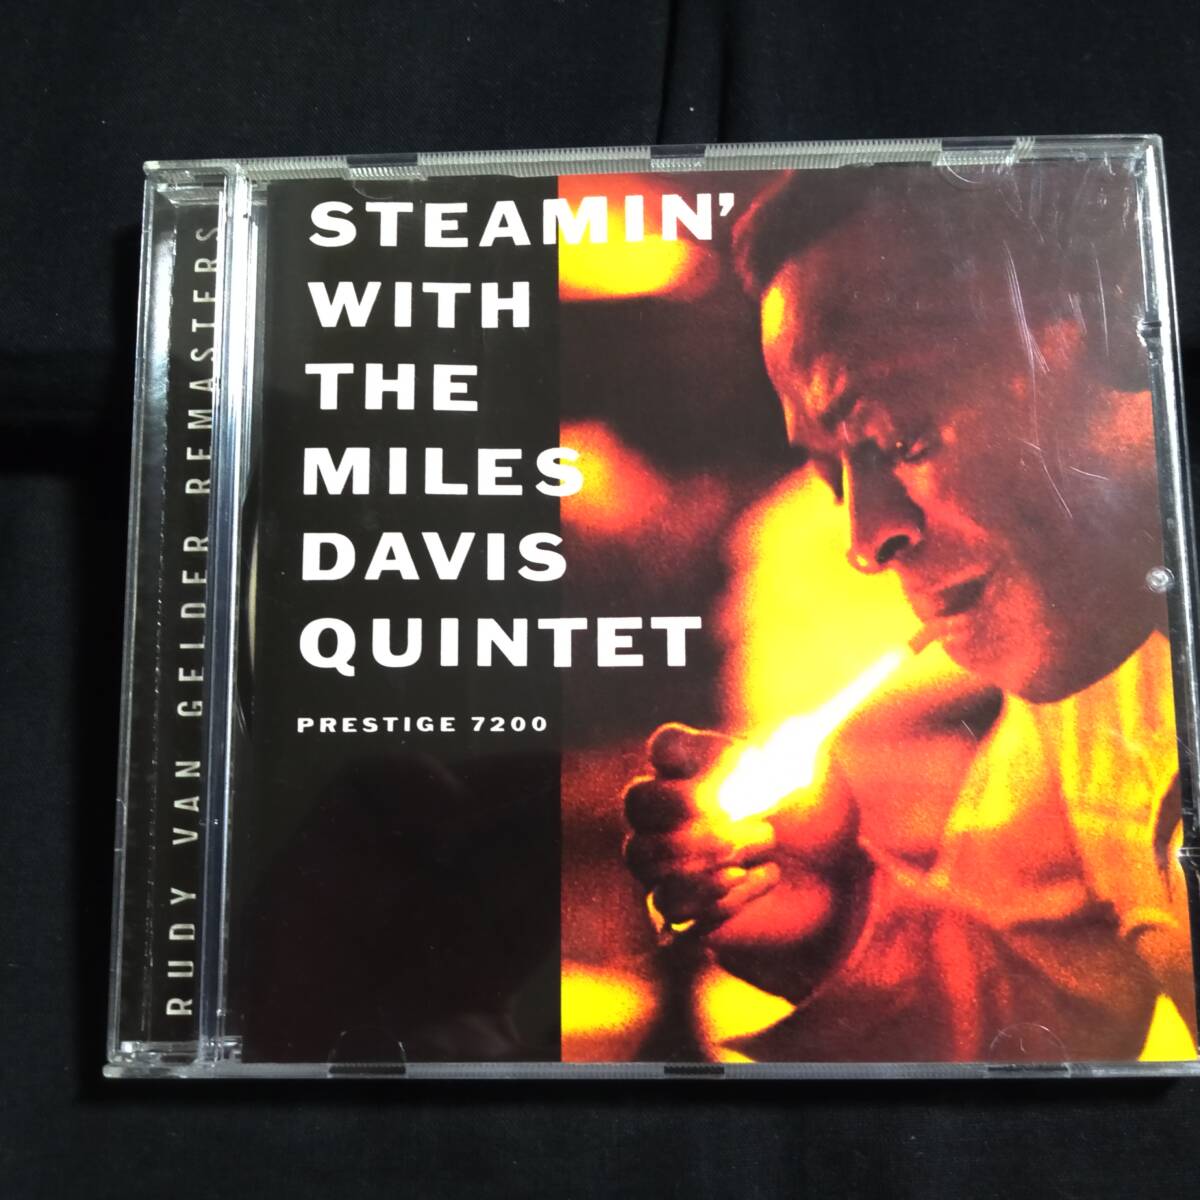 STEAMIN'
WITH
THE
MILES
DAVIS
QUINTET
PRESTIGE 7200
RUDY VAN GELDER REMASTERS